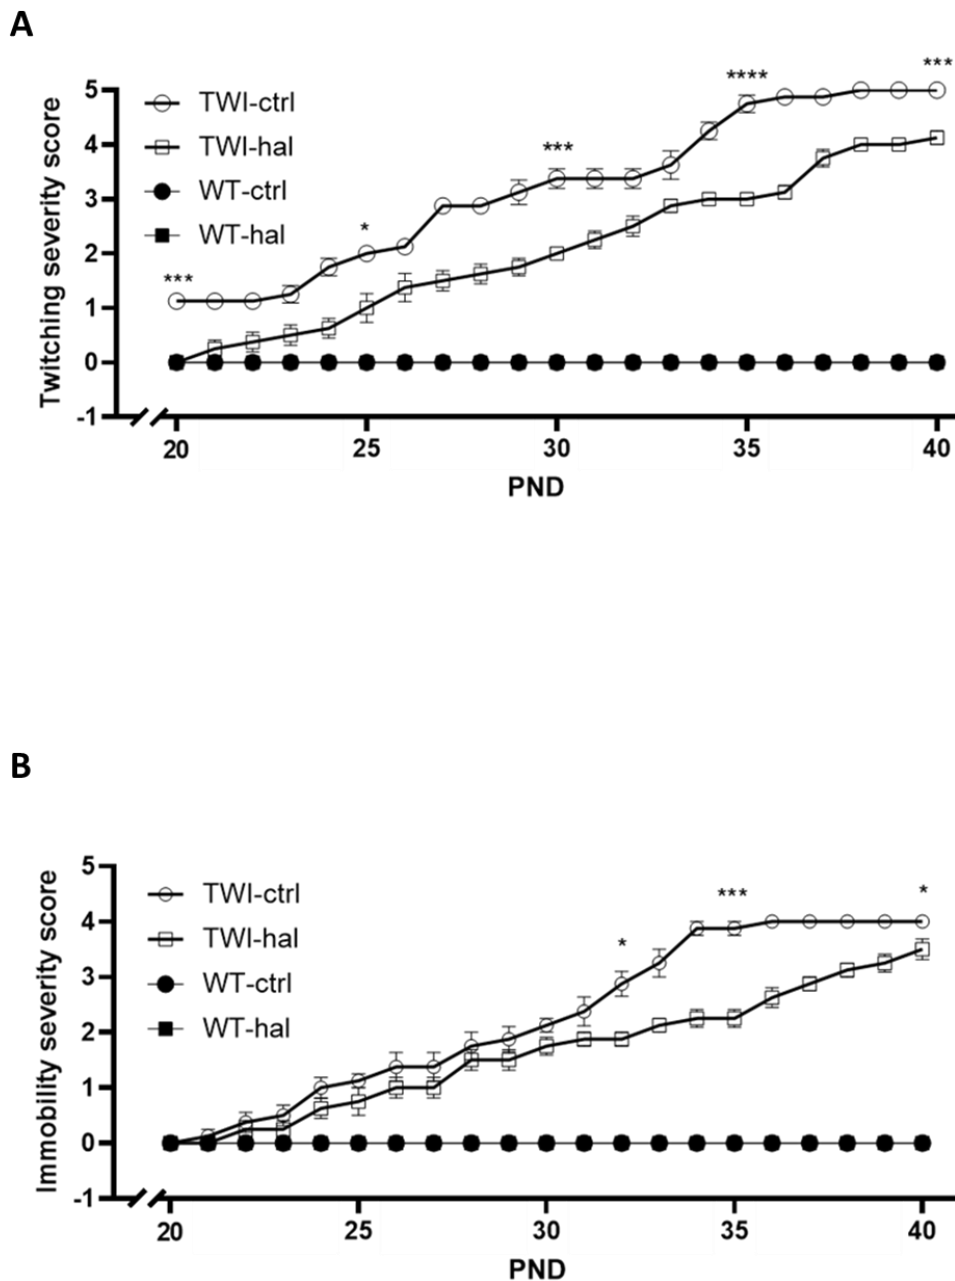 A
Twitching severity score
5
4
3
2
1
0
-1
TWI-ctrl
TWI-hal
WT-ctrl
WT-hal
***
*
***
****
***
20 25 30 35 40
PND
B
Immobility severity score
5
4
3
2
1
0
-1
TWI-ctrl
TWI-hal
WT-ctrl
WT-hal
*
***
*
20 25 30 35 40
PND